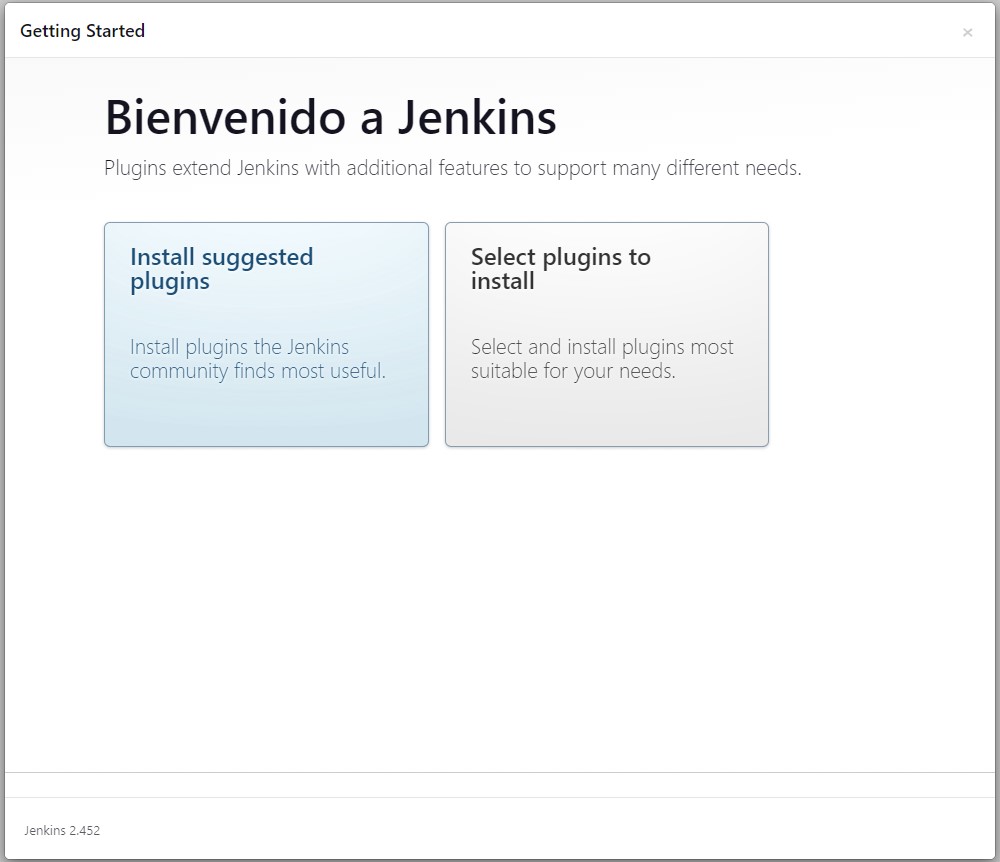 Getting Started
×
Bienvenido a Jenkins
Plugins extend Jenkins with additional features to support many different needs.
Install suggested
plugins
Install plugins the Jenkins
community finds most useful.
Select plugins to
install
Select and install plugins most
suitable for your needs.
Jenkins 2.452